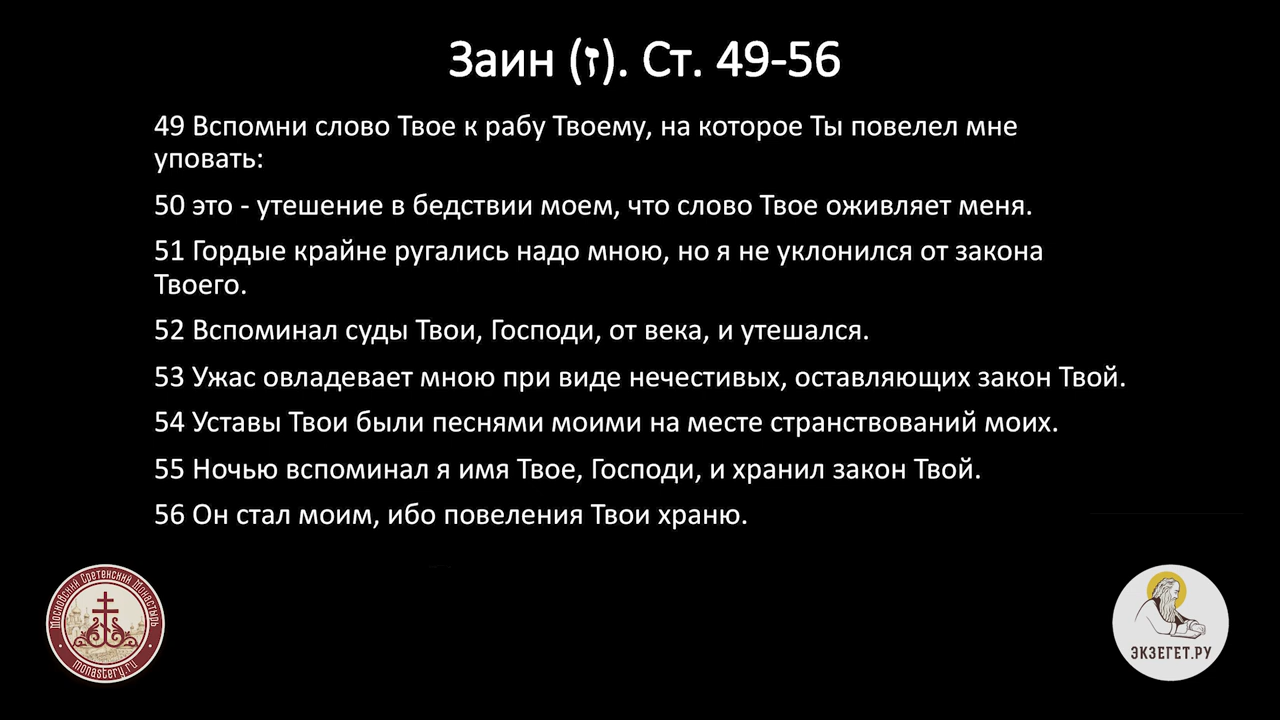 Заин (ז). Ст. 49-56
49 Вспомни слово Твое к рабу Твоему, на которое Ты повелел мне
уповать:
50 это - утешение в бедствии моем, что слово Твое оживляет меня.
51 Гордые крайне ругались надо мною, но я не уклонился от закона
Твоего.
52 Вспоминал суды Твои, Господи, от века, и утешался.
53 Ужас овладевает мною при виде нечестивых, оставляющих закон Твой.
54 Уставы Твои были песнями моими на месте странствований моих.
55 Ночью вспоминал я имя Твое, Господи, и хранил закон Твой.
56 Он стал моим, ибо повеления Твои храню.
Московский Сретенский Монастырь
monastery.ru
ЭКЗЕГЕТ.РУ